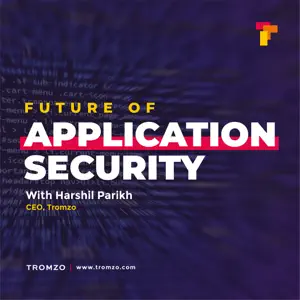 FUTURE OF
APPLICATION
SECURITY
With Harshil Parikh
CEO, Tromzo
TROMZO | www.tromzo.com